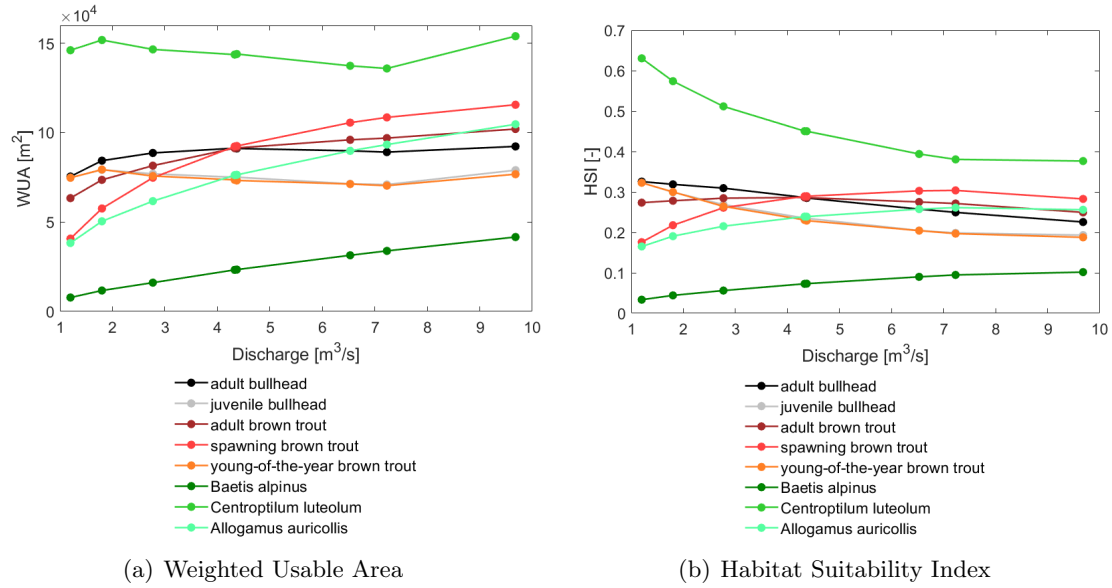 ×10⁴
15
10
5
0
WUA [m²]
1 2 3 4 5 6 7 8 9 10
Discharge [m³/s]
adult bullhead
juvenile bullhead
adult brown trout
spawning brown trout
young-of-the-year brown trout
Baetis alpinus
Centroptilum luteolum
Allogamus auricollis
(a) Weighted Usable Area
0.7
0.6
0.5
0.4
0.3
0.2
0.1
0
HSI [-]
1 2 3 4 5 6 7 8 9 10
Discharge [m³/s]
adult bullhead
juvenile bullhead
adult brown trout
spawning brown trout
young-of-the-year brown trout
Baetis alpinus
Centroptilum luteolum
Allogamus auricollis
(b) Habitat Suitability Index